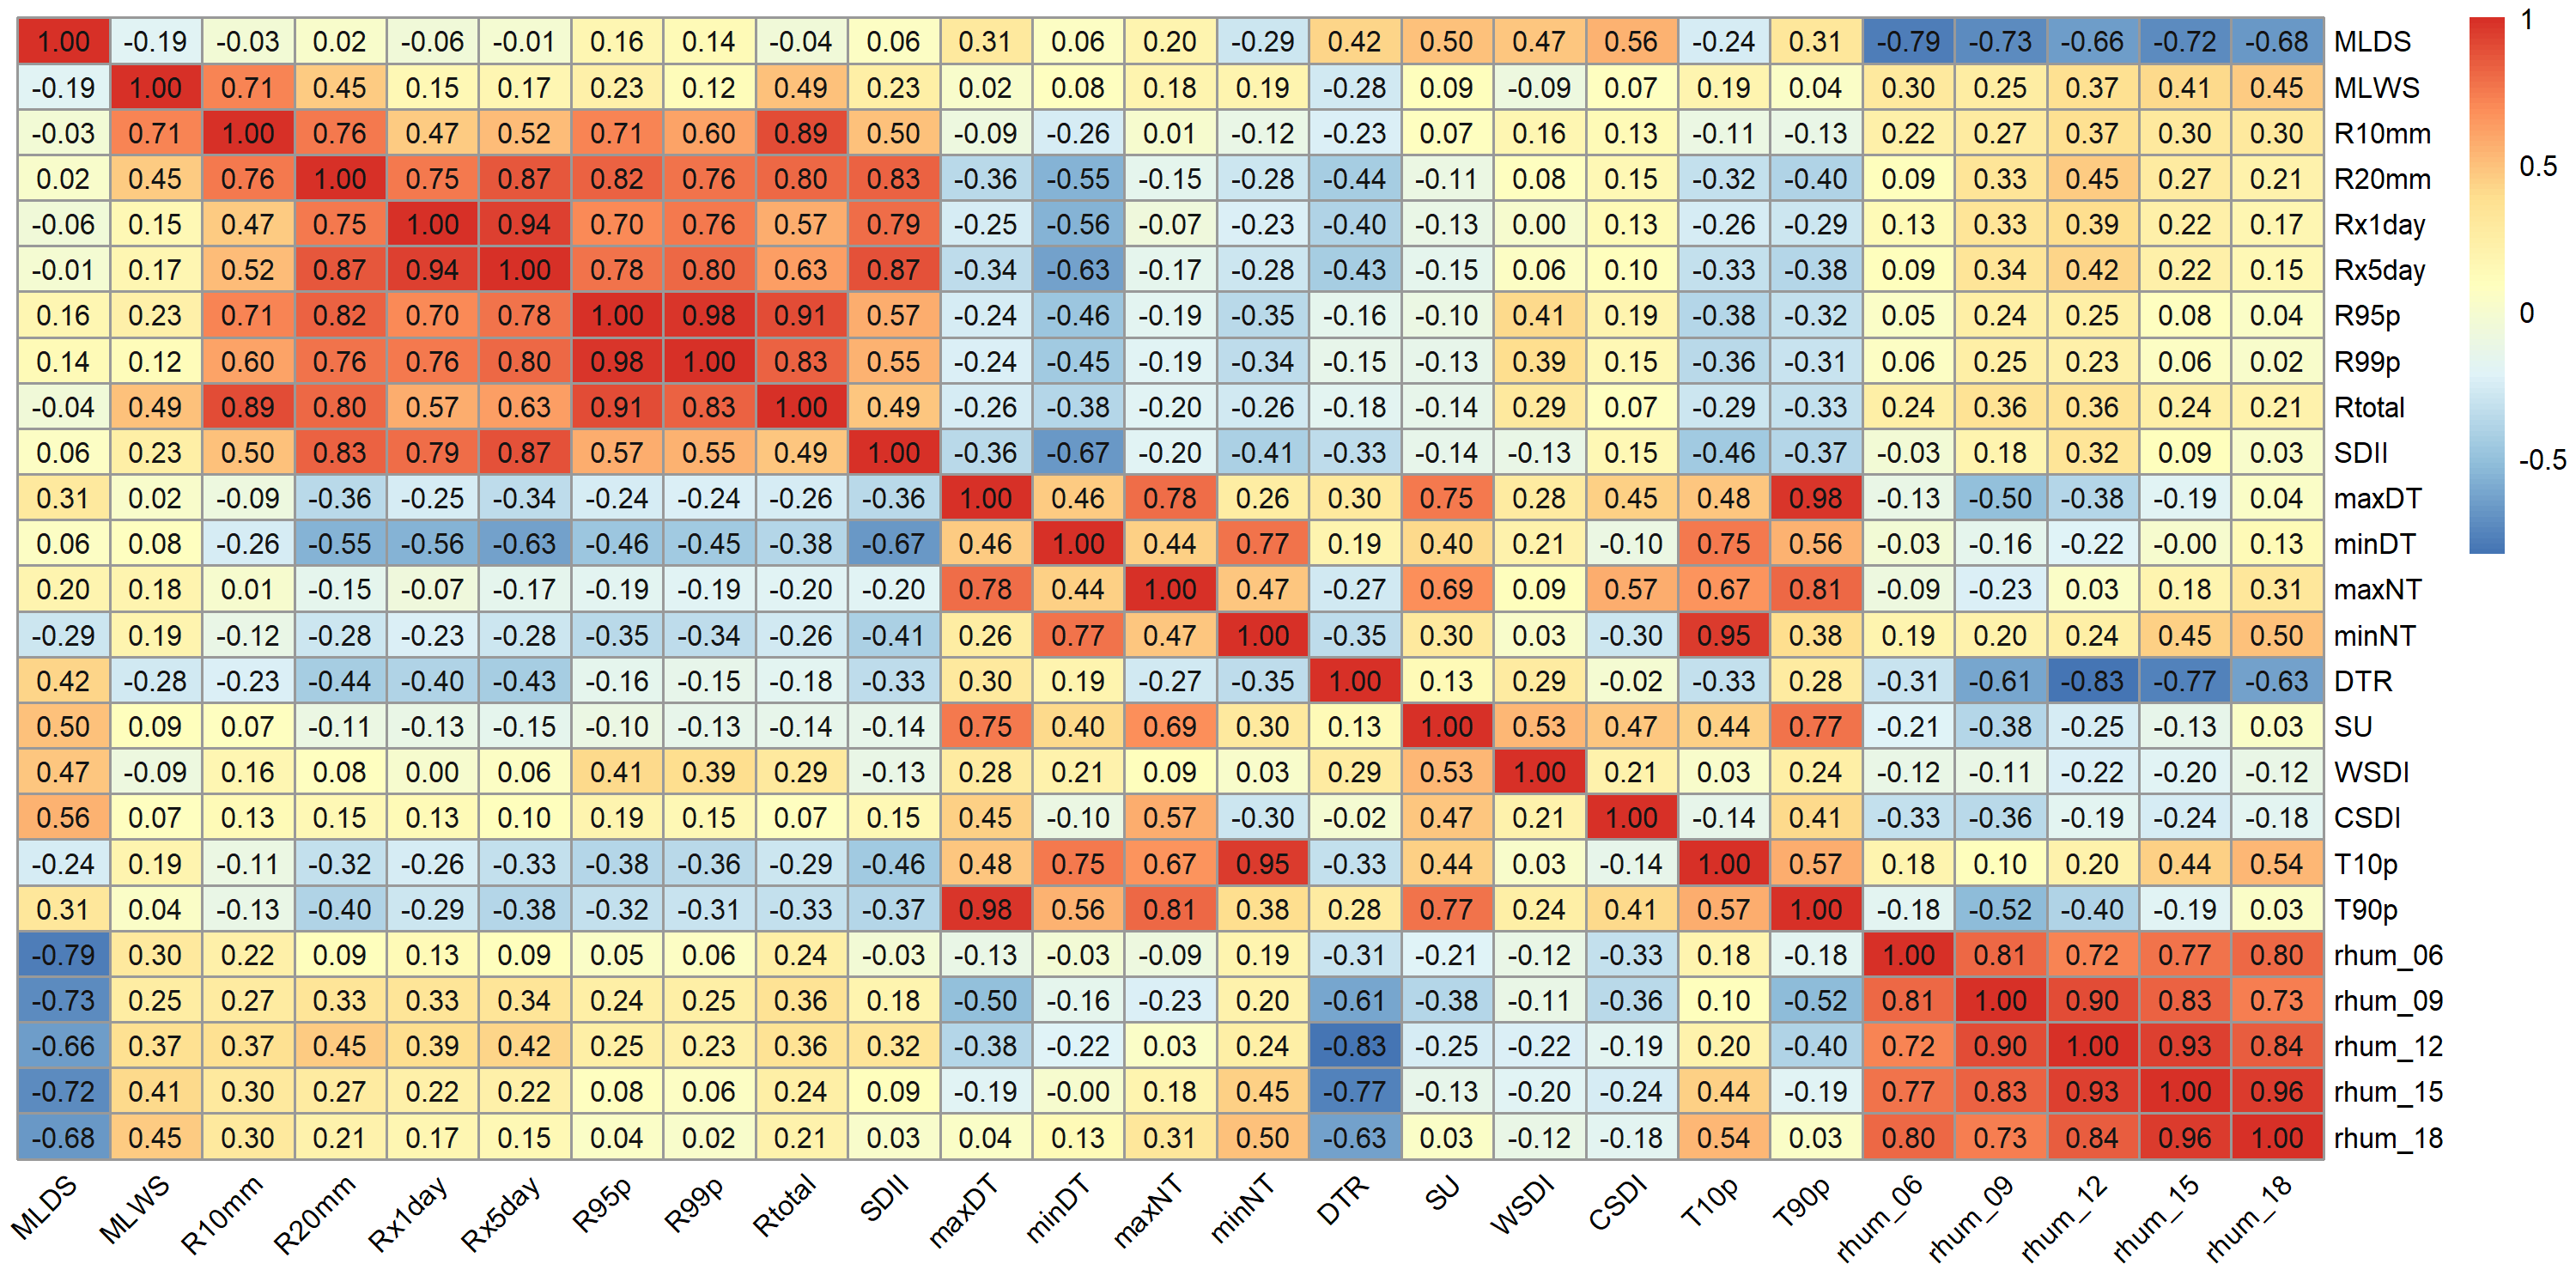 1.00 -0.19 -0.03 0.02 -0.06 -0.01 0.16 0.14 -0.04 0.06 0.31 0.06 0.20 -0.29 0.42 0.50 0.47 0.56 -0.24 0.31 -0.79 -0.73 -0.66 -0.72 -0.68 MLDS
-0.19 1.00 0.71 0.45 0.15 0.17 0.23 0.12 0.49 0.23 0.02 0.08 0.18 0.19 -0.28 0.09 -0.09 0.07 0.19 0.04 0.30 0.25 0.37 0.41 0.45 MLWS
-0.03 0.71 1.00 0.76 0.47 0.52 0.71 0.60 0.89 0.50 -0.09 -0.26 0.01 -0.12 -0.23 0.07 0.16 0.13 -0.11 -0.13 0.22 0.27 0.37 0.30 0.30 R10mm
0.02 0.45 0.76 1.00 0.75 0.87 0.82 0.76 0.80 0.83 -0.36 -0.55 -0.15 -0.28 -0.44 -0.11 0.08 0.15 -0.32 -0.40 0.09 0.33 0.45 0.27 0.21 R20mm
-0.06 0.15 0.47 0.75 1.00 0.94 0.70 0.76 0.57 0.79 -0.25 -0.56 -0.07 -0.23 -0.40 -0.13 0.00 0.13 -0.26 -0.29 0.13 0.33 0.39 0.22 0.17 Rx1day
-0.01 0.17 0.52 0.87 0.94 1.00 0.78 0.80 0.63 0.87 -0.34 -0.63 -0.17 -0.28 -0.43 -0.15 0.06 0.10 -0.33 -0.38 0.09 0.34 0.42 0.22 0.15 Rx5day
0.16 0.23 0.71 0.82 0.70 0.78 1.00 0.98 0.91 0.57 -0.24 -0.46 -0.19 -0.35 -0.16 -0.10 0.41 0.19 -0.38 -0.32 0.05 0.24 0.25 0.08 0.04 R95p
0.14 0.12 0.60 0.76 0.76 0.80 0.98 1.00 0.83 0.55 -0.24 -0.45 -0.19 -0.34 -0.15 -0.13 0.39 0.15 -0.36 -0.31 0.06 0.25 0.23 0.06 0.02 R99p
-0.04 0.49 0.89 0.80 0.57 0.63 0.91 0.83 1.00 0.49 -0.26 -0.38 -0.20 -0.26 -0.18 -0.14 0.29 0.07 -0.29 -0.33 0.24 0.36 0.36 0.24 0.21 Rtotal
0.06 0.23 0.50 0.83 0.79 0.87 0.57 0.55 0.49 1.00 -0.36 -0.67 -0.20 -0.41 -0.33 -0.14 -0.13 0.15 -0.46 -0.37 -0.03 0.18 0.32 0.09 0.03 SDII
0.31 0.02 -0.09 -0.36 -0.25 -0.34 -0.24 -0.24 -0.26 -0.36 1.00 0.46 0.78 0.26 0.30 0.75 0.28 0.45 0.48 0.98 -0.13 -0.50 -0.38 -0.19 0.04 maxDT
0.06 0.08 -0.26 -0.55 -0.56 -0.63 -0.46 -0.45 -0.38 -0.67 0.46 1.00 0.44 0.77 0.19 0.40 0.21 -0.10 0.75 0.56 -0.03 -0.16 -0.22 -0.00 0.13 minDT
0.20 0.18 0.01 -0.15 -0.07 -0.17 -0.19 -0.19 -0.20 -0.20 0.78 0.44 1.00 0.47 -0.27 0.69 0.09 0.57 0.67 0.81 -0.09 -0.23 0.03 0.18 0.31 maxNT
-0.29 0.19 -0.12 -0.28 -0.23 -0.28 -0.35 -0.34 -0.26 -0.41 0.26 0.77 0.47 1.00 -0.35 0.30 0.03 -0.30 0.95 0.38 0.19 0.20 0.24 0.45 0.50 minNT
0.42 -0.28 -0.23 -0.44 -0.40 -0.43 -0.16 -0.15 -0.18 -0.33 0.30 0.19 -0.27 -0.35 1.00 0.13 0.29 -0.02 -0.33 0.28 -0.31 -0.61 -0.83 -0.77 -0.63 DTR
0.50 0.09 0.07 -0.11 -0.13 -0.15 -0.10 -0.13 -0.14 -0.14 0.75 0.40 0.69 0.30 0.13 1.00 0.53 0.47 0.44 0.77 -0.21 -0.38 -0.25 -0.13 0.03 SU
0.47 -0.09 0.16 0.08 0.00 0.06 0.41 0.39 0.29 -0.13 0.28 0.21 0.09 0.03 0.29 0.53 1.00 0.21 0.03 0.24 -0.12 -0.11 -0.22 -0.20 -0.12 WSDI
0.56 0.07 0.13 0.15 0.13 0.10 0.19 0.15 0.07 0.15 0.45 -0.10 0.57 -0.30 -0.02 0.47 0.21 1.00 -0.14 0.41 -0.33 -0.36 -0.19 -0.24 -0.18 CSDI
-0.24 0.19 -0.11 -0.32 -0.26 -0.33 -0.38 -0.36 -0.29 -0.46 0.48 0.75 0.67 0.95 -0.33 0.44 0.03 -0.14 1.00 0.57 0.18 0.10 0.20 0.44 0.54 T10p
0.31 0.04 -0.13 -0.40 -0.29 -0.38 -0.32 -0.31 -0.33 -0.37 0.98 0.56 0.81 0.38 0.28 0.77 0.24 0.41 0.57 1.00 -0.18 -0.52 -0.40 -0.19 0.03 T90p
-0.79 0.30 0.22 0.09 0.13 0.09 0.05 0.06 0.24 -0.03 -0.13 -0.03 -0.09 0.19 -0.31 -0.21 -0.12 -0.33 0.18 -0.18 1.00 0.81 0.72 0.77 0.80 rhum_06
-0.73 0.25 0.27 0.33 0.33 0.34 0.24 0.25 0.36 0.18 -0.50 -0.16 -0.23 0.20 -0.61 -0.38 -0.11 -0.36 0.10 -0.52 0.81 1.00 0.90 0.83 0.73 rhum_09
-0.66 0.37 0.37 0.45 0.39 0.42 0.25 0.23 0.36 0.32 -0.38 -0.22 0.03 0.24 -0.83 -0.25 -0.22 -0.19 0.20 -0.40 0.72 0.90 1.00 0.93 0.84 rhum_12
-0.72 0.41 0.30 0.27 0.22 0.22 0.08 0.06 0.24 0.09 -0.19 -0.00 0.18 0.45 -0.77 -0.13 -0.20 -0.24 0.44 -0.19 0.77 0.83 0.93 1.00 0.96 rhum_15
-0.68 0.45 0.30 0.21 0.17 0.15 0.04 0.02 0.21 0.03 0.04 0.13 0.31 0.50 -0.63 0.03 -0.12 -0.18 0.54 0.03 0.80 0.73 0.84 0.96 1.00 rhum_18
MLDS MLWS R10mm R20mm Rx1day Rx5day R95p R99p Rtotal SDII maxDT minDT maxNT minNT DTR SU WSDI CSDI T10p T90p rhum_06 rhum_09 rhum_12 rhum_15 rhum_18
1
0.5
0
-0.5